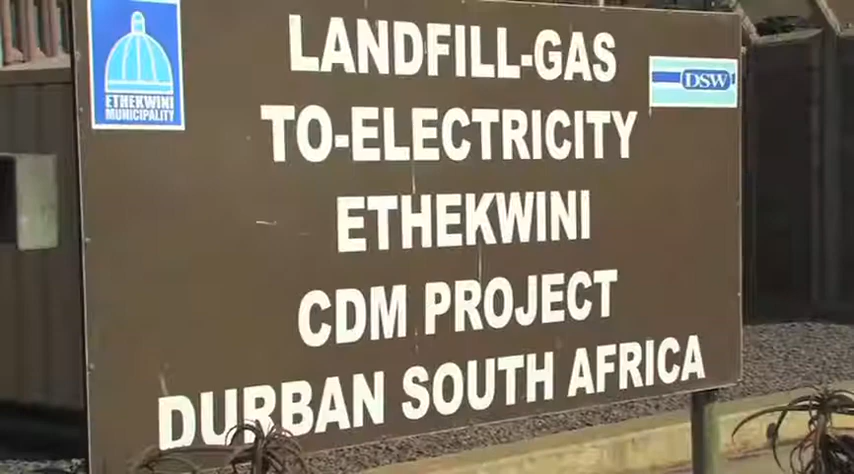 LANDFILL-GAS
TO-ELECTRICITY
ETHEKWINI
CDM PROJECT
DURBAN SOUTH AFRICA
ETHEKWINI
MUNICIPALITY
DSW